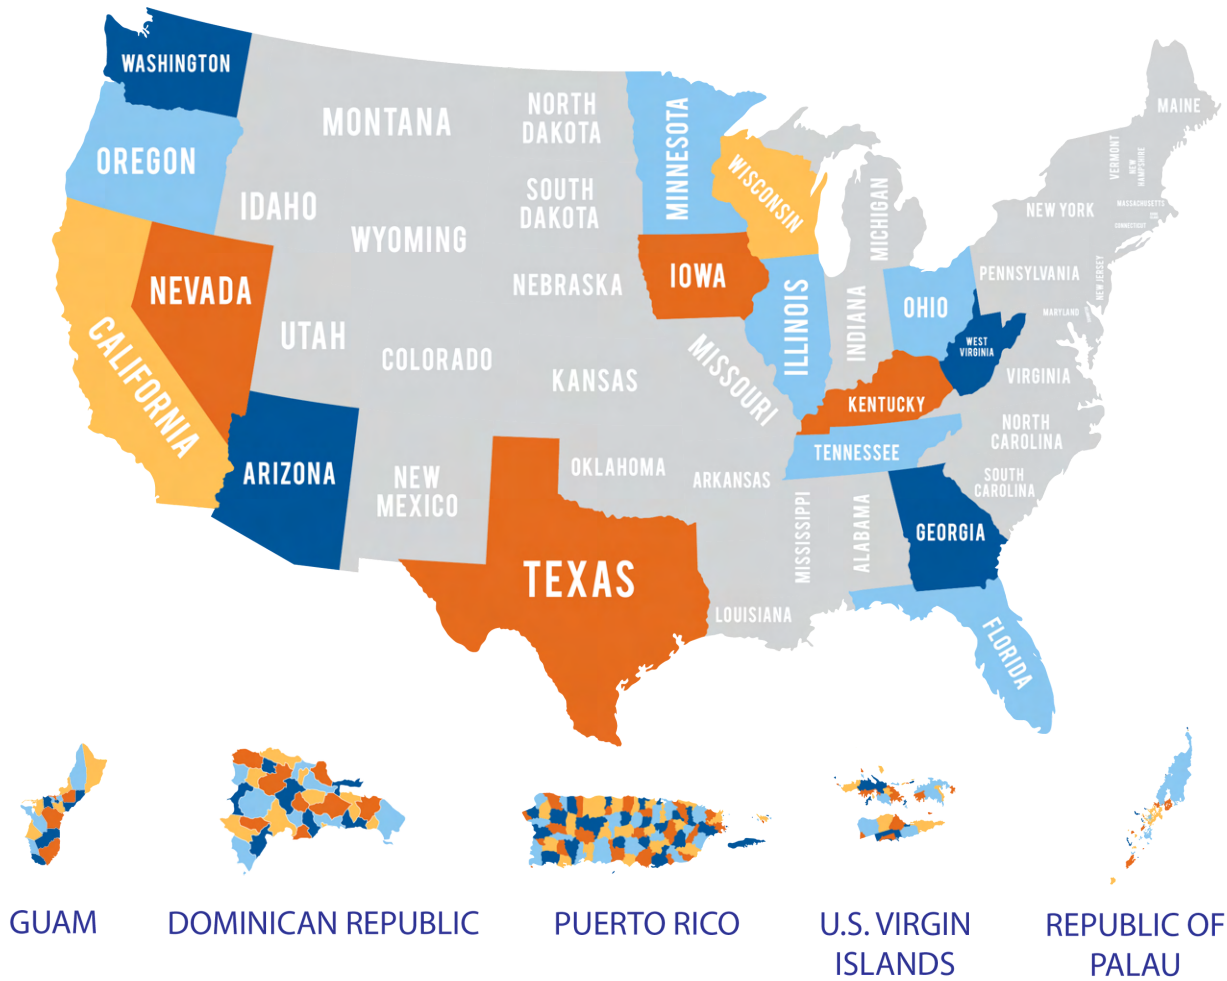 WASHINGTON
OREGON
CALIFORNIA
NEVADA
IDAHO
MONTANA
WYOMING
UTAH
COLORADO
ARIZONA
NEW
MEXICO
NORTH
DAKOTA
SOUTH
DAKOTA
NEBRASKA
KANSAS
OKLAHOMA
TEXAS
MINNESOTA
IOWA
MISSOURI
ARKANSAS
LOUISIANA
WISCONSIN
ILLINOIS
MICHIGAN
INDIANA
OHIO
KENTUCKY
TENNESSEE
MISSISSIPPI
ALABAMA
GEORGIA
FLORIDA
SOUTH
CAROLINA
NORTH
CAROLINA
VIRGINIA
WEST
VIRGINIA
MARYLAND
PENNSYLVANIA
NEW JERSEY
NEW YORK
CONNECTICUT
MASSACHUSETTS
VERMONT
NEW
HAMPSHIRE
MAINE
GUAM
DOMINICAN REPUBLIC
PUERTO RICO
U.S. VIRGIN
ISLANDS
REPUBLIC OF
PALAU